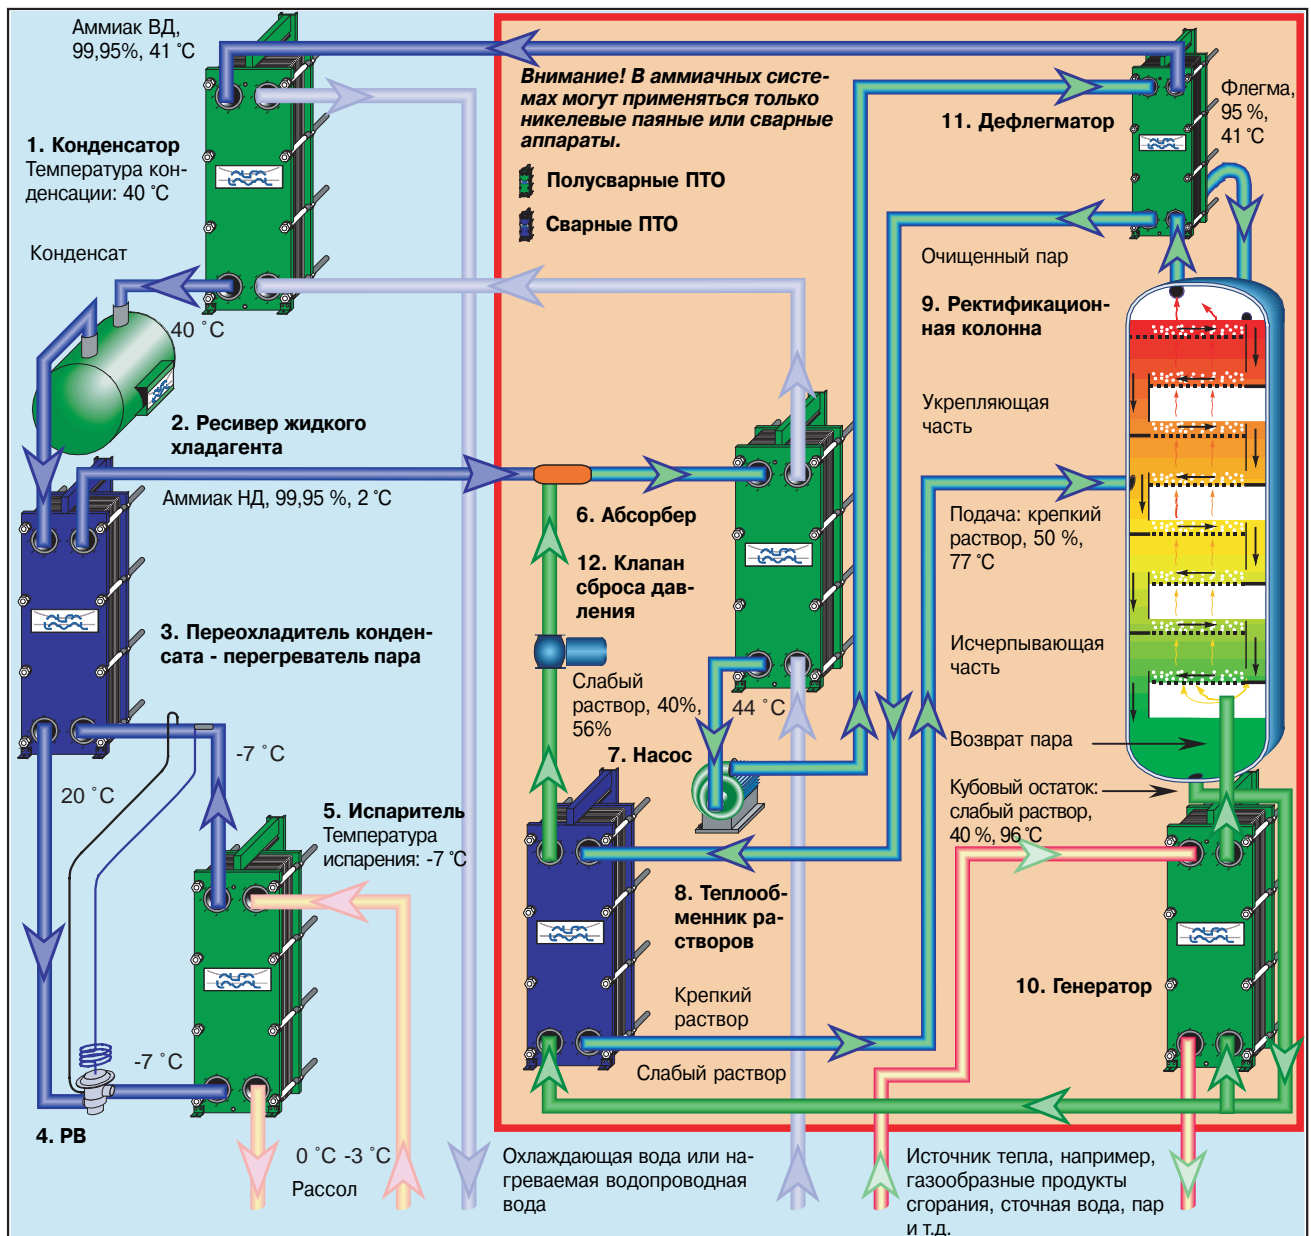 Аммиак ВД,
99,95%, 41 ˚C
1. Конденсатор
Температура кон-
денсации: 40 ˚C
Конденсат
40 ˚C
2. Ресивер жидкого
хладагента
Аммиак НД, 99,95 %, 2 ˚C
3. Переохладитель конден-
сата - перегреватель пара
-7 ˚C
20 ˚C
5. Испаритель
Температура
испарения: -7 ˚C
-7 ˚C
4. РВ
0 ˚C -3 ˚C
Рассол
Внимание! В аммиачных систе-
мах могут применяться только
никелевые паяные или сварные
аппараты.
Полусварные ПТО
Сварные ПТО
6. Абсорбер
12. Клапан
сброса дав-
ления
Слабый
раствор, 40%,
56%
44 ˚C
7. Насос
8. Теплооб-
менник ра-
створов
Крепкий
раствор
Слабый раствор
Охлаждающая вода или на-
греваемая водопроводная
вода
11. Дефлегматор
Флегма,
95 %,
41 ˚C
Очищенный пар
9. Ректификацион-
ная колонна
Укрепляющая
часть
Подача: крепкий
раствор, 50 %,
77 ˚C
Исчерпывающая
часть
Возврат пара
Кубовый остаток:
слабый раствор,
40 %, 96 ˚C
10. Генератор
Источник тепла, например,
газообразные продукты
сгорания, сточная вода, пар
и т.д.